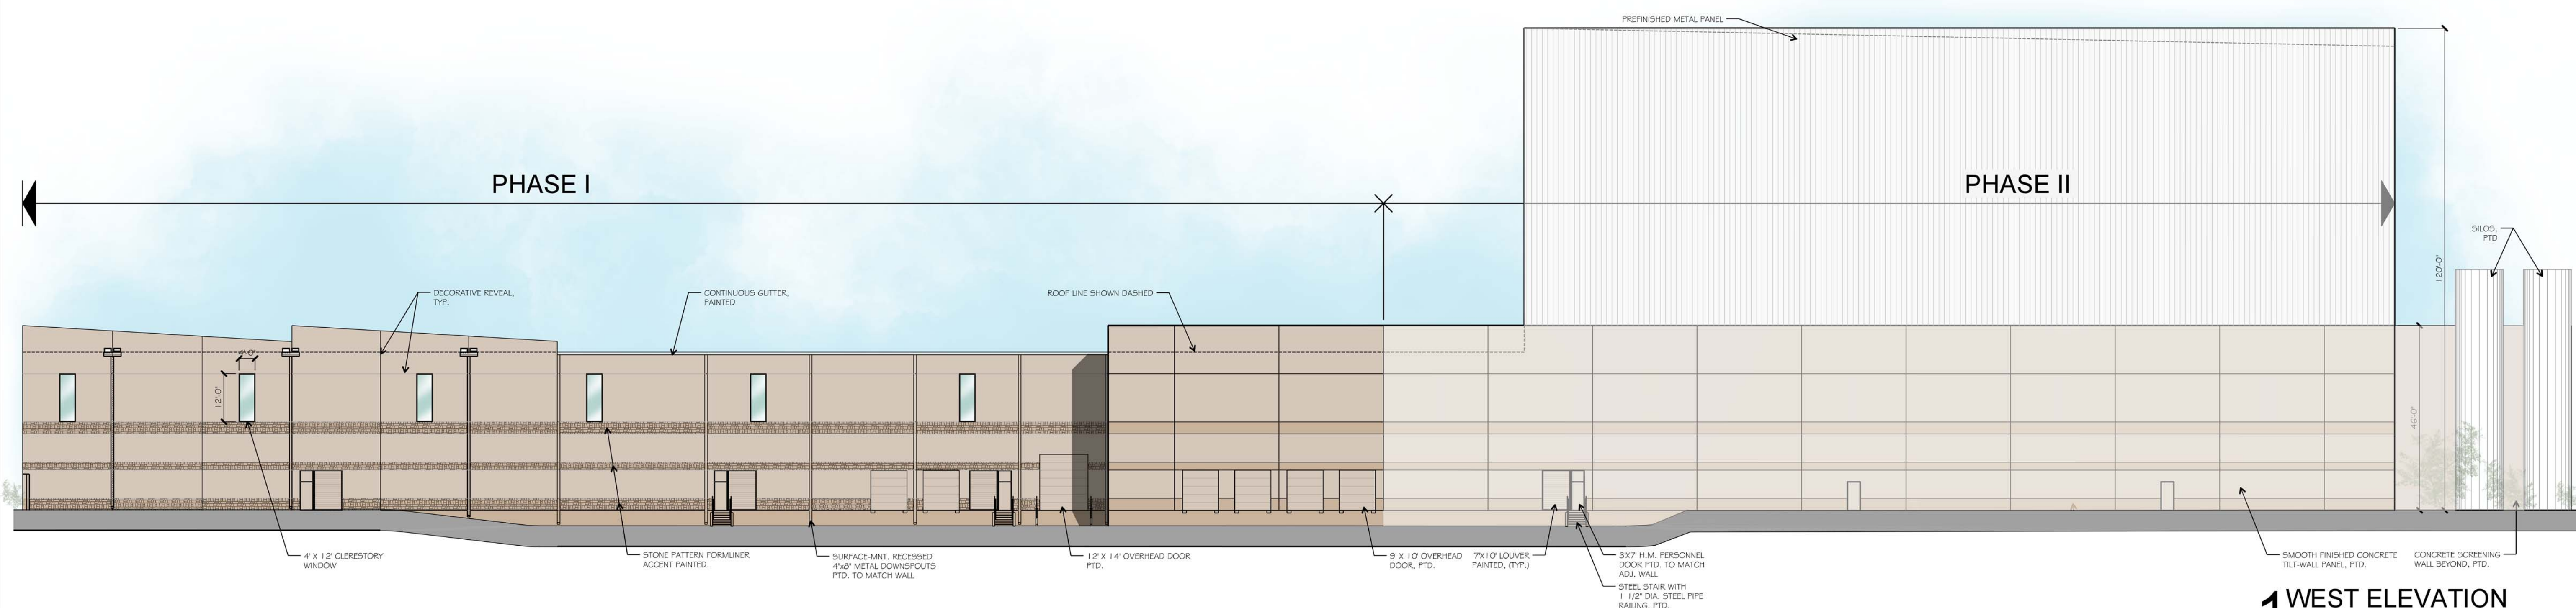 PREFINISHED METAL PANEL
PHASE I
PHASE II
SILOS,
PTD
120'-0"
DECORATIVE REVEAL,
TYP.
CONTINUOUS GUTTER,
PAINTED
ROOF LINE SHOWN DASHED
4'-0"
12'-0"
46'-0"
4' X 12' CLERESTORY
WINDOW
STONE PATTERN FORMLINER
ACCENT PAINTED.
SURFACE-MNT. RECESSED
4"x8" METAL DOWNSPOUTS
PTD. TO MATCH WALL
12' X 14' OVERHEAD DOOR
PTD.
9' X 10' OVERHEAD
DOOR, PTD.
7'X10' LOUVER
PAINTED, (TYP.)
3'X7' H.M. PERSONNEL
DOOR PTD. TO MATCH
ADJ. WALL
STEEL STAIR WITH
1 1/2" DIA. STEEL PIPE
RAILING, PTD.
SMOOTH FINISHED CONCRETE
TILT-WALL PANEL, PTD.
CONCRETE SCREENING
WALL BEYOND, PTD.
1 WEST ELEVATION